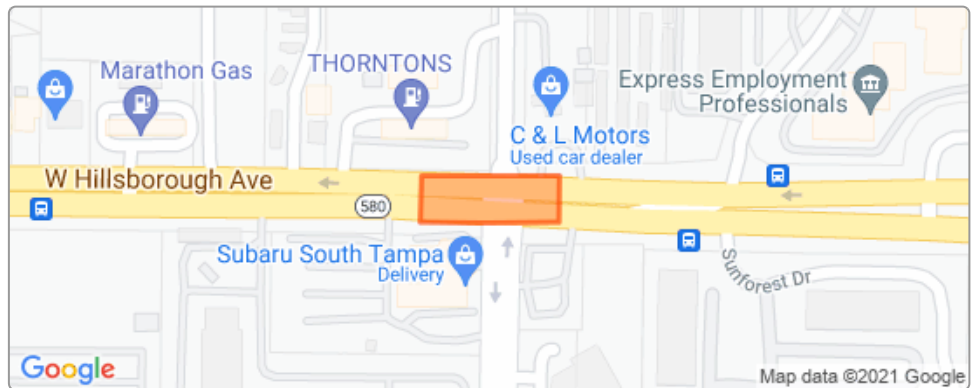 Marathon Gas
THORNTONS
Express Employment
Professionals
C & L Motors
Used car dealer
W Hillsborough Ave
580
Subaru South Tampa
Delivery
Sunforest Dr
Google
Map data ©2021 Google